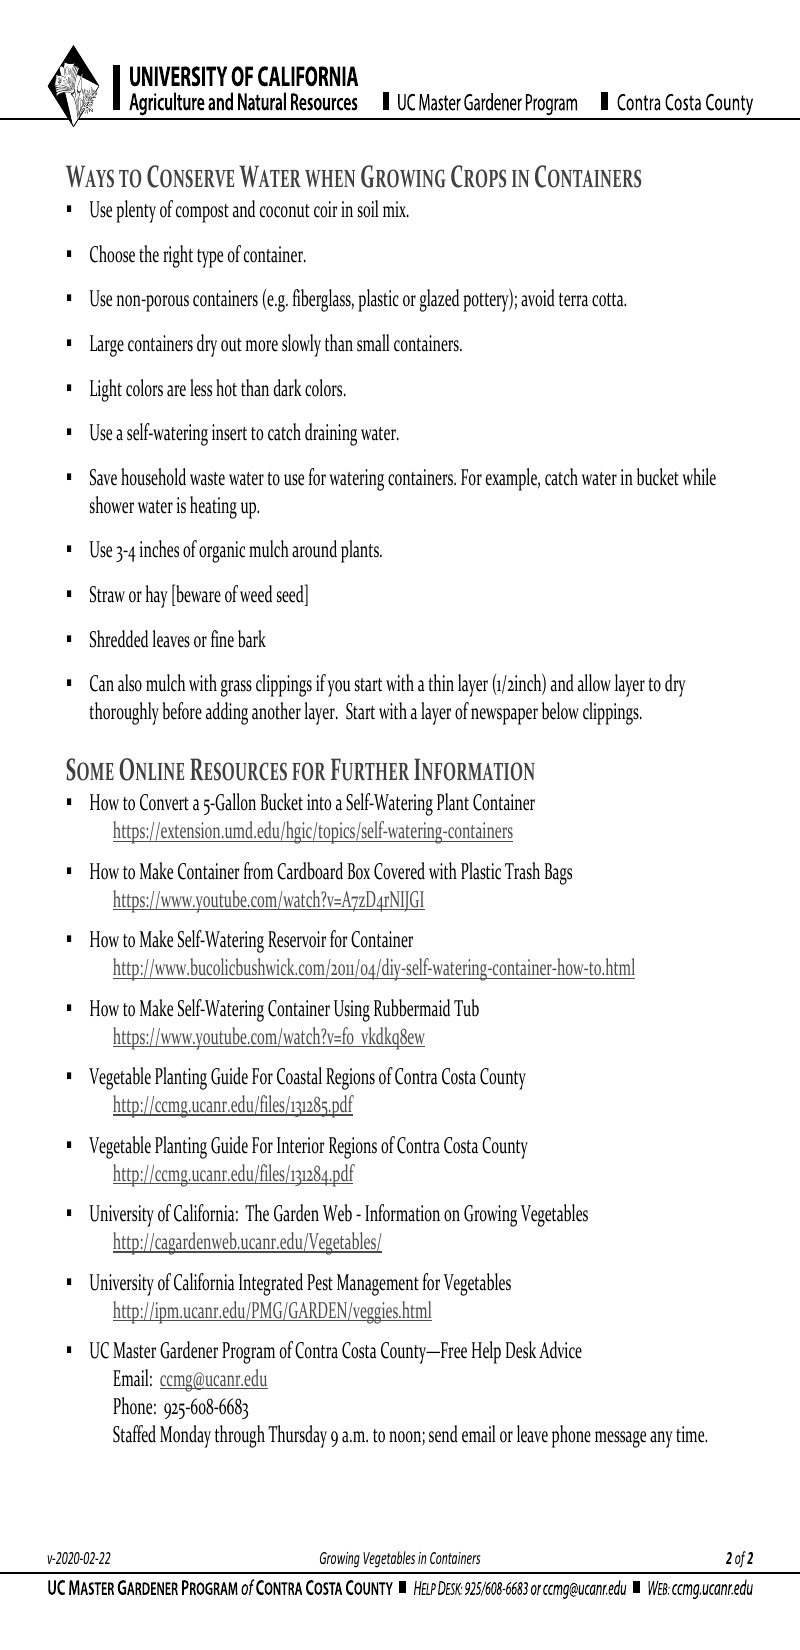 UNIVERSITY OF CALIFORNIA
Agriculture and Natural Resources ▌ UC Master Gardener Program ▌ Contra Costa County
WAYS TO CONSERVE WATER WHEN GROWING CROPS IN CONTAINERS
▪ Use plenty of compost and coconut coir in soil mix.
▪ Choose the right type of container.
▪ Use non-porous containers (e.g. fiberglass, plastic or glazed pottery); avoid terra cotta.
▪ Large containers dry out more slowly than small containers.
▪ Light colors are less hot than dark colors.
▪ Use a self-watering insert to catch draining water.
▪ Save household waste water to use for watering containers. For example, catch water in bucket while
shower water is heating up.
▪ Use 3-4 inches of organic mulch around plants.
▪ Straw or hay [beware of weed seed]
▪ Shredded leaves or fine bark
▪ Can also mulch with grass clippings if you start with a thin layer (1/2inch) and allow layer to dry
thoroughly before adding another layer.  Start with a layer of newspaper below clippings.
SOME ONLINE RESOURCES FOR FURTHER INFORMATION
▪ How to Convert a 5-Gallon Bucket into a Self-Watering Plant Container
https://extension.umd.edu/hgic/topics/self-watering-containers
▪ How to Make Container from Cardboard Box Covered with Plastic Trash Bags
https://www.youtube.com/watch?v=A7zD4rNIJGI
▪ How to Make Self-Watering Reservoir for Container
http://www.bucolicbushwick.com/2011/04/diy-self-watering-container-how-to.html
▪ How to Make Self-Watering Container Using Rubbermaid Tub
https://www.youtube.com/watch?v=fo_vkdkq8ew
▪ Vegetable Planting Guide For Coastal Regions of Contra Costa County
http://ccmg.ucanr.edu/files/131285.pdf
▪ Vegetable Planting Guide For Interior Regions of Contra Costa County
http://ccmg.ucanr.edu/files/131284.pdf
▪ University of California:  The Garden Web - Information on Growing Vegetables
http://cagardenweb.ucanr.edu/Vegetables/
▪ University of California Integrated Pest Management for Vegetables
http://ipm.ucanr.edu/PMG/GARDEN/veggies.html
▪ UC Master Gardener Program of Contra Costa County—Free Help Desk Advice
Email:  ccmg@ucanr.edu
Phone:  925-608-6683
Staffed Monday through Thursday 9 a.m. to noon; send email or leave phone message any time.
v-2020-02-22 Growing Vegetables in Containers 2 of 2
UC MASTER GARDENER PROGRAM of CONTRA COSTA COUNTY ■ HELP DESK: 925/608-6683 or ccmg@ucanr.edu ■ WEB: ccmg.ucanr.edu